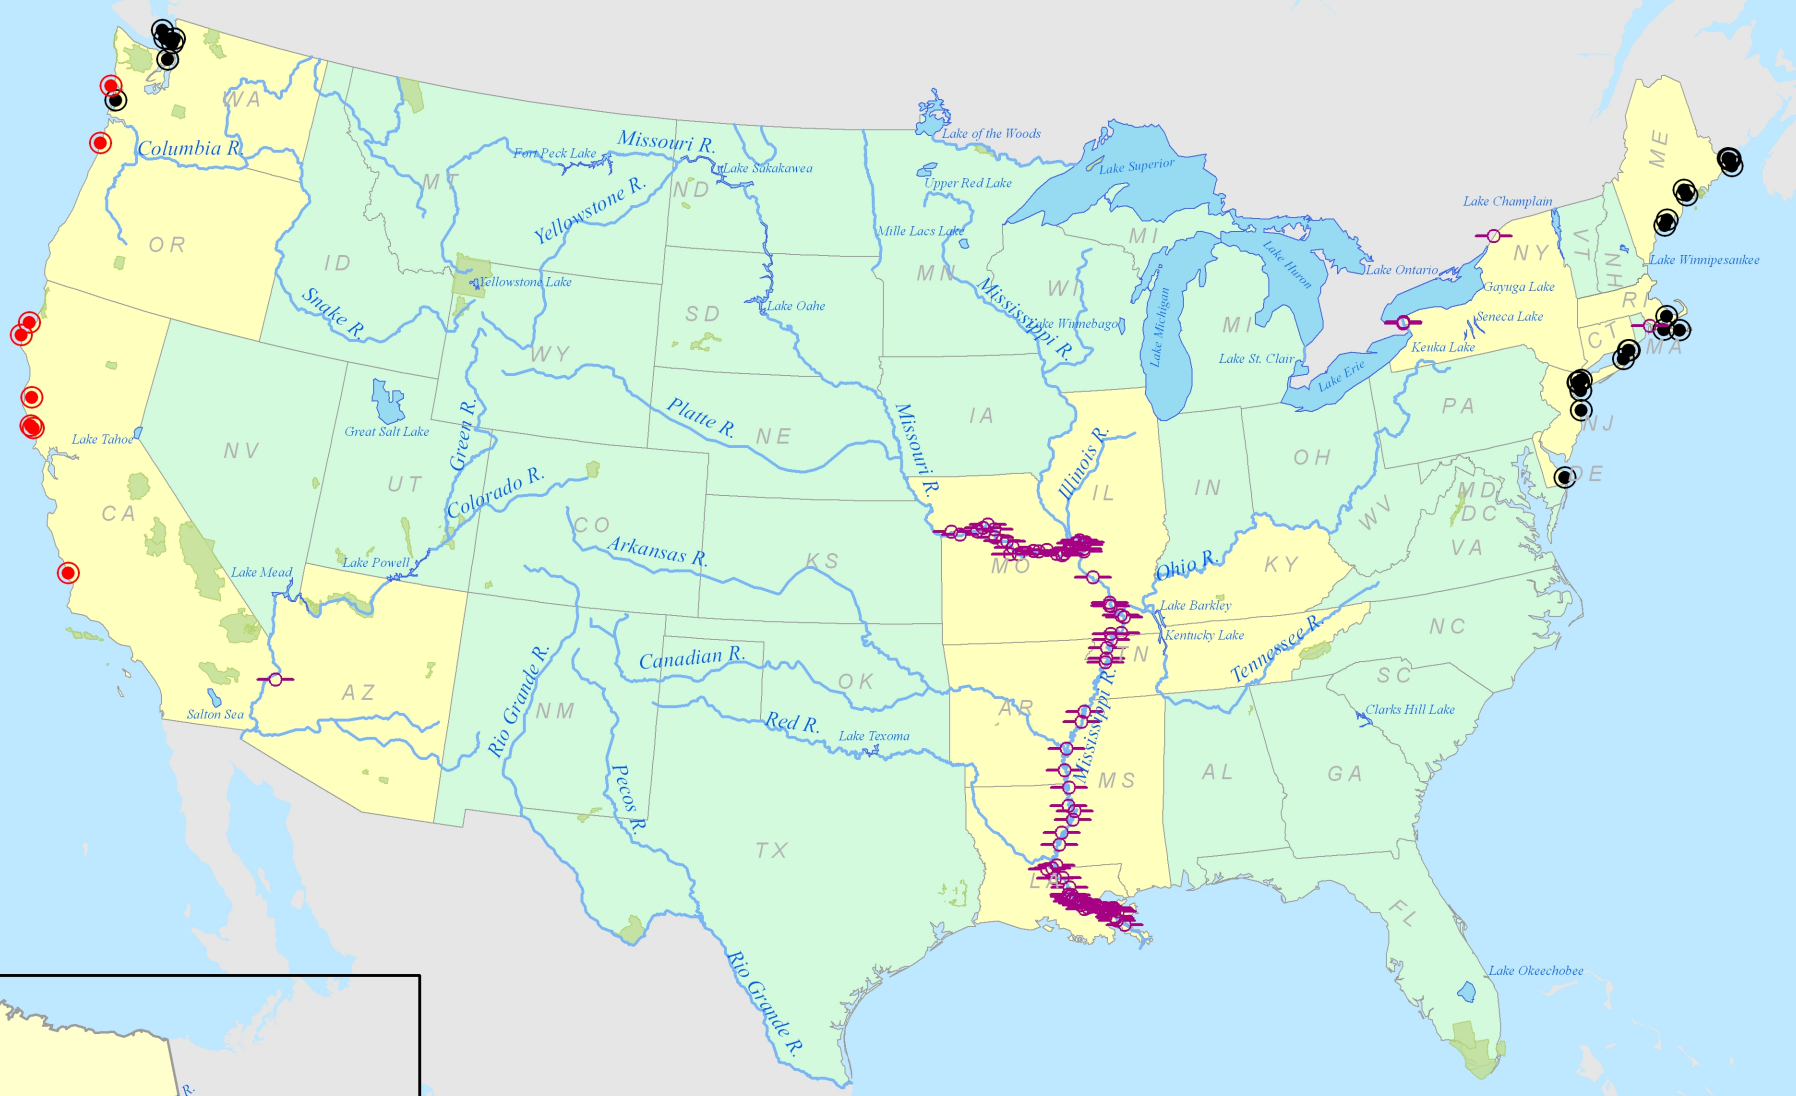 WA
Columbia R.
OR
MT
ID
Snake R.
Fort Peck Lake
Missouri R.
Lake Sakakawea
ND
Yellowstone R.
Yellowstone Lake
WY
SD
Lake Oahe
Lake of the Woods
Upper Red Lake
Mille Lacs Lake
MN
Mississippi R.
WI
Lake Winnebago
Lake Superior
MI
Lake Michigan
Lake Huron
MI
Lake St. Clair
Lake Erie
Lake Ontario
Lake Champlain
NY
VT
NH
ME
Lake Winnipesaukee
Gayuga Lake
Seneca Lake
Keuka Lake
RI
CT
MA
PA
NJ
DE
MD
DC
VA
WV
OH
IN
IL
Illinois R.
IA
Missouri R.
NE
Platte R.
Green R.
Great Salt Lake
Lake Tahoe
NV
UT
CA
Colorado R.
CO
Arkansas R.
KS
MO
Ohio R.
KY
Lake Barkley
Kentucky Lake
TN
Tennessee R.
NC
SC
Clarks Hill Lake
Lake Mead
Lake Powell
AZ
Salton Sea
NM
Rio Grande R.
Pecos R.
Canadian R.
OK
Red R.
Lake Texoma
AR
Mississippi R.
MS
AL
GA
TX
LA
FL
Lake Okeechobee
Rio Grande R.
R.